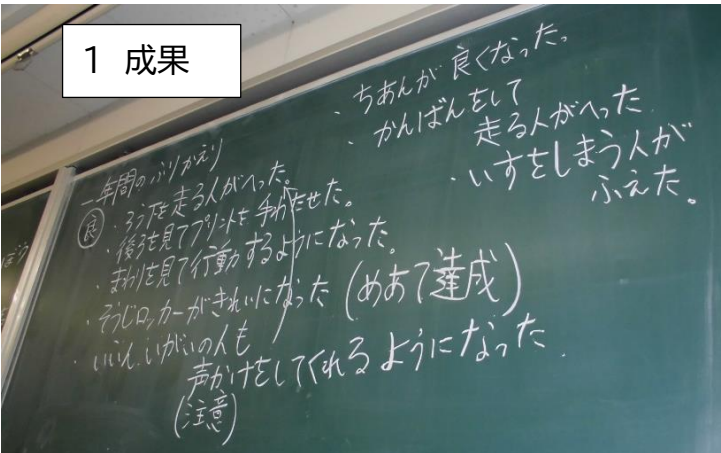 1 成果
一年間のふりかえり
良
・ろう下を走る人がへった。
・後ろを見てプリントを手わたせた。
・まわりを見て行動するようになった。
・そうじロッカーがきれいになった(めあて達成)
・いいん、いがいの人も
声かけをしてくれるようになった
(注意)
・ちあんが良くなった。
・かんばんをして
走る人がへった
・いすをしまう人が
ふえた。